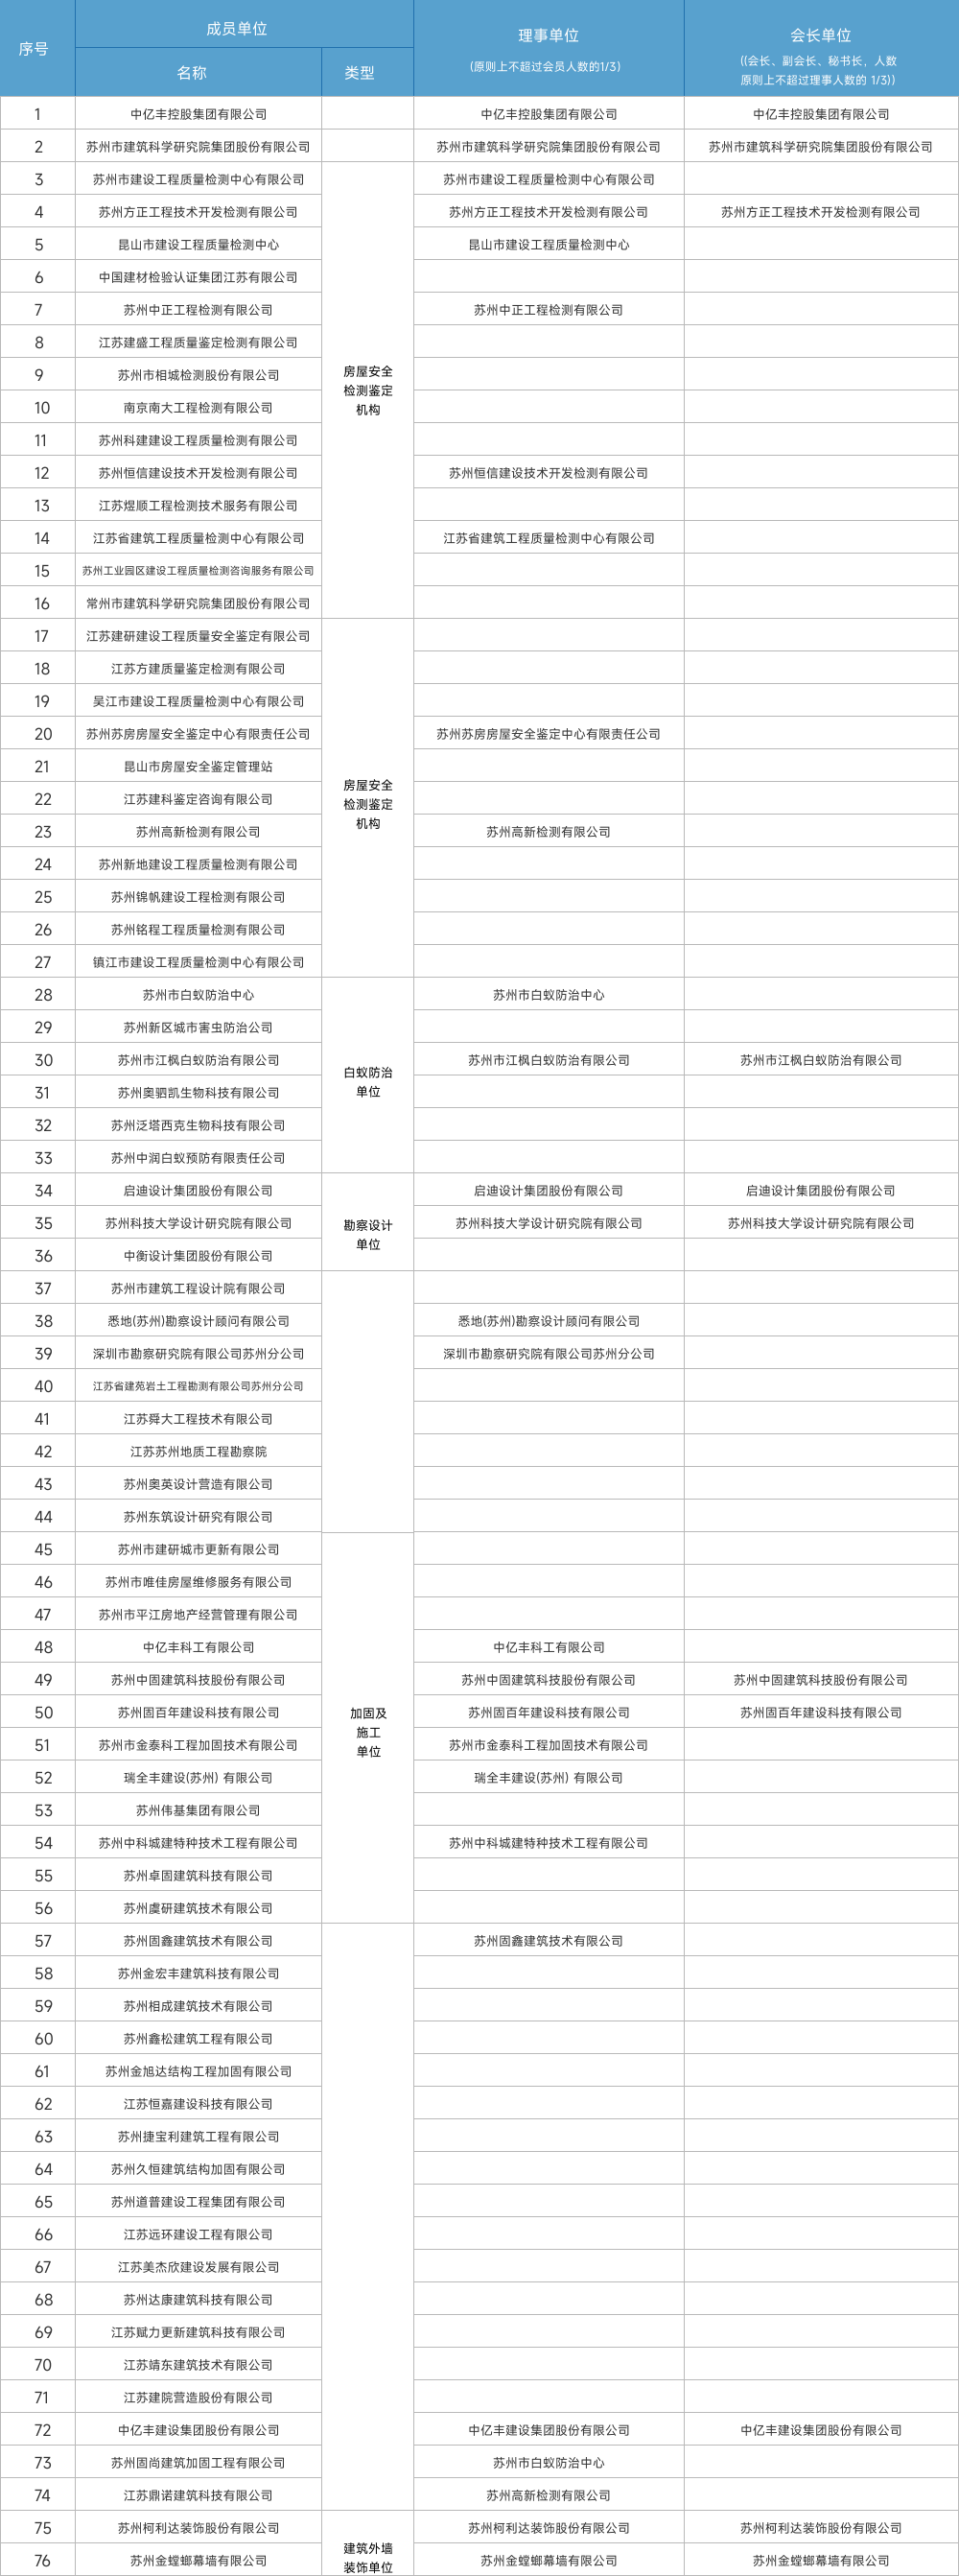 序号
成员单位
名称
类型
理事单位
(原则上不超过会员人数的1/3)
会长单位
((会长、副会长、秘书长，人数
原则上不超过理事人数的 1/3))
1 中亿丰控股集团有限公司 中亿丰控股集团有限公司 中亿丰控股集团有限公司
2 苏州市建筑科学研究院集团股份有限公司 苏州市建筑科学研究院集团股份有限公司 苏州市建筑科学研究院集团股份有限公司
3 苏州市建设工程质量检测中心有限公司 苏州市建设工程质量检测中心有限公司
4 苏州方正工程技术开发检测有限公司 苏州方正工程技术开发检测有限公司 苏州方正工程技术开发检测有限公司
5 昆山市建设工程质量检测中心 昆山市建设工程质量检测中心
6 中国建材检验认证集团江苏有限公司
7 苏州中正工程检测有限公司 苏州中正工程检测有限公司
8 江苏建盛工程质量鉴定检测有限公司
房屋安全
9 苏州市相城检测股份有限公司
检测鉴定
10 南京南大工程检测有限公司
机构
11 苏州科建建设工程质量检测有限公司
12 苏州恒信建设技术开发检测有限公司 苏州恒信建设技术开发检测有限公司
13 江苏煜顺工程检测技术服务有限公司
14 江苏省建筑工程质量检测中心有限公司 江苏省建筑工程质量检测中心有限公司
15 苏州工业园区建设工程质量检测咨询服务有限公司
16 常州市建筑科学研究院集团股份有限公司
17 江苏建研建设工程质量安全鉴定有限公司
18 江苏方建质量鉴定检测有限公司
19 吴江市建设工程质量检测中心有限公司
20 苏州苏房房屋安全鉴定中心有限责任公司 苏州苏房房屋安全鉴定中心有限责任公司
21 昆山市房屋安全鉴定管理站
房屋安全
22 江苏建科鉴定咨询有限公司
检测鉴定
机构
23 苏州高新检测有限公司 苏州高新检测有限公司
24 苏州新地建设工程质量检测有限公司
25 苏州锦帆建设工程检测有限公司
26 苏州铭程工程质量检测有限公司
27 镇江市建设工程质量检测中心有限公司
28 苏州市白蚁防治中心 苏州市白蚁防治中心
29 苏州新区城市害虫防治公司
30 苏州市江枫白蚁防治有限公司 苏州市江枫白蚁防治有限公司 苏州市江枫白蚁防治有限公司
白蚁防治
单位
31 苏州奥驷凯生物科技有限公司
32 苏州泛塔西克生物科技有限公司
33 苏州中润白蚁预防有限责任公司
34 启迪设计集团股份有限公司 启迪设计集团股份有限公司 启迪设计集团股份有限公司
35 苏州科技大学设计研究院有限公司 勘察设计 苏州科技大学设计研究院有限公司 苏州科技大学设计研究院有限公司
单位
36 中衡设计集团股份有限公司
37 苏州市建筑工程设计院有限公司
38 悉地(苏州)勘察设计顾问有限公司 悉地(苏州)勘察设计顾问有限公司
39 深圳市勘察研究院有限公司苏州分公司 深圳市勘察研究院有限公司苏州分公司
40 江苏省建苑岩土工程勘测有限公司苏州分公司
41 江苏舜大工程技术有限公司
42 江苏苏州地质工程勘察院
43 苏州奥英设计营造有限公司
44 苏州东筑设计研究有限公司
45 苏州市建研城市更新有限公司
46 苏州市唯佳房屋维修服务有限公司
47 苏州市平江房地产经营管理有限公司
48 中亿丰科工有限公司 中亿丰科工有限公司
49 苏州中固建筑科技股份有限公司 苏州中固建筑科技股份有限公司 苏州中固建筑科技股份有限公司
50 苏州固百年建设科技有限公司 加固及 苏州固百年建设科技有限公司 苏州固百年建设科技有限公司
施工
51 苏州市金泰科工程加固技术有限公司 单位 苏州市金泰科工程加固技术有限公司
52 瑞全丰建设(苏州) 有限公司 瑞全丰建设(苏州) 有限公司
53 苏州伟基集团有限公司
54 苏州中科城建特种技术工程有限公司 苏州中科城建特种技术工程有限公司
55 苏州卓固建筑科技有限公司
56 苏州虞研建筑技术有限公司
57 苏州固鑫建筑技术有限公司 苏州固鑫建筑技术有限公司
58 苏州金宏丰建筑科技有限公司
59 苏州相成建筑技术有限公司
60 苏州鑫松建筑工程有限公司
61 苏州金旭达结构工程加固有限公司
62 江苏恒嘉建设科技有限公司
63 苏州捷宝利建筑工程有限公司
64 苏州久恒建筑结构加固有限公司
65 苏州道普建设工程集团有限公司
66 江苏远环建设工程有限公司
67 江苏美杰欣建设发展有限公司
68 苏州达康建筑科技有限公司
69 江苏赋力更新建筑科技有限公司
70 江苏靖东建筑技术有限公司
71 江苏建院营造股份有限公司
72 中亿丰建设集团股份有限公司 中亿丰建设集团股份有限公司 中亿丰建设集团股份有限公司
73 苏州固尚建筑加固工程有限公司 苏州市白蚁防治中心
74 江苏鼎诺建筑科技有限公司 苏州高新检测有限公司
75 苏州柯利达装饰股份有限公司 苏州柯利达装饰股份有限公司 苏州柯利达装饰股份有限公司
建筑外墙
76 苏州金螳螂幕墙有限公司 装饰单位 苏州金螳螂幕墙有限公司 苏州金螳螂幕墙有限公司